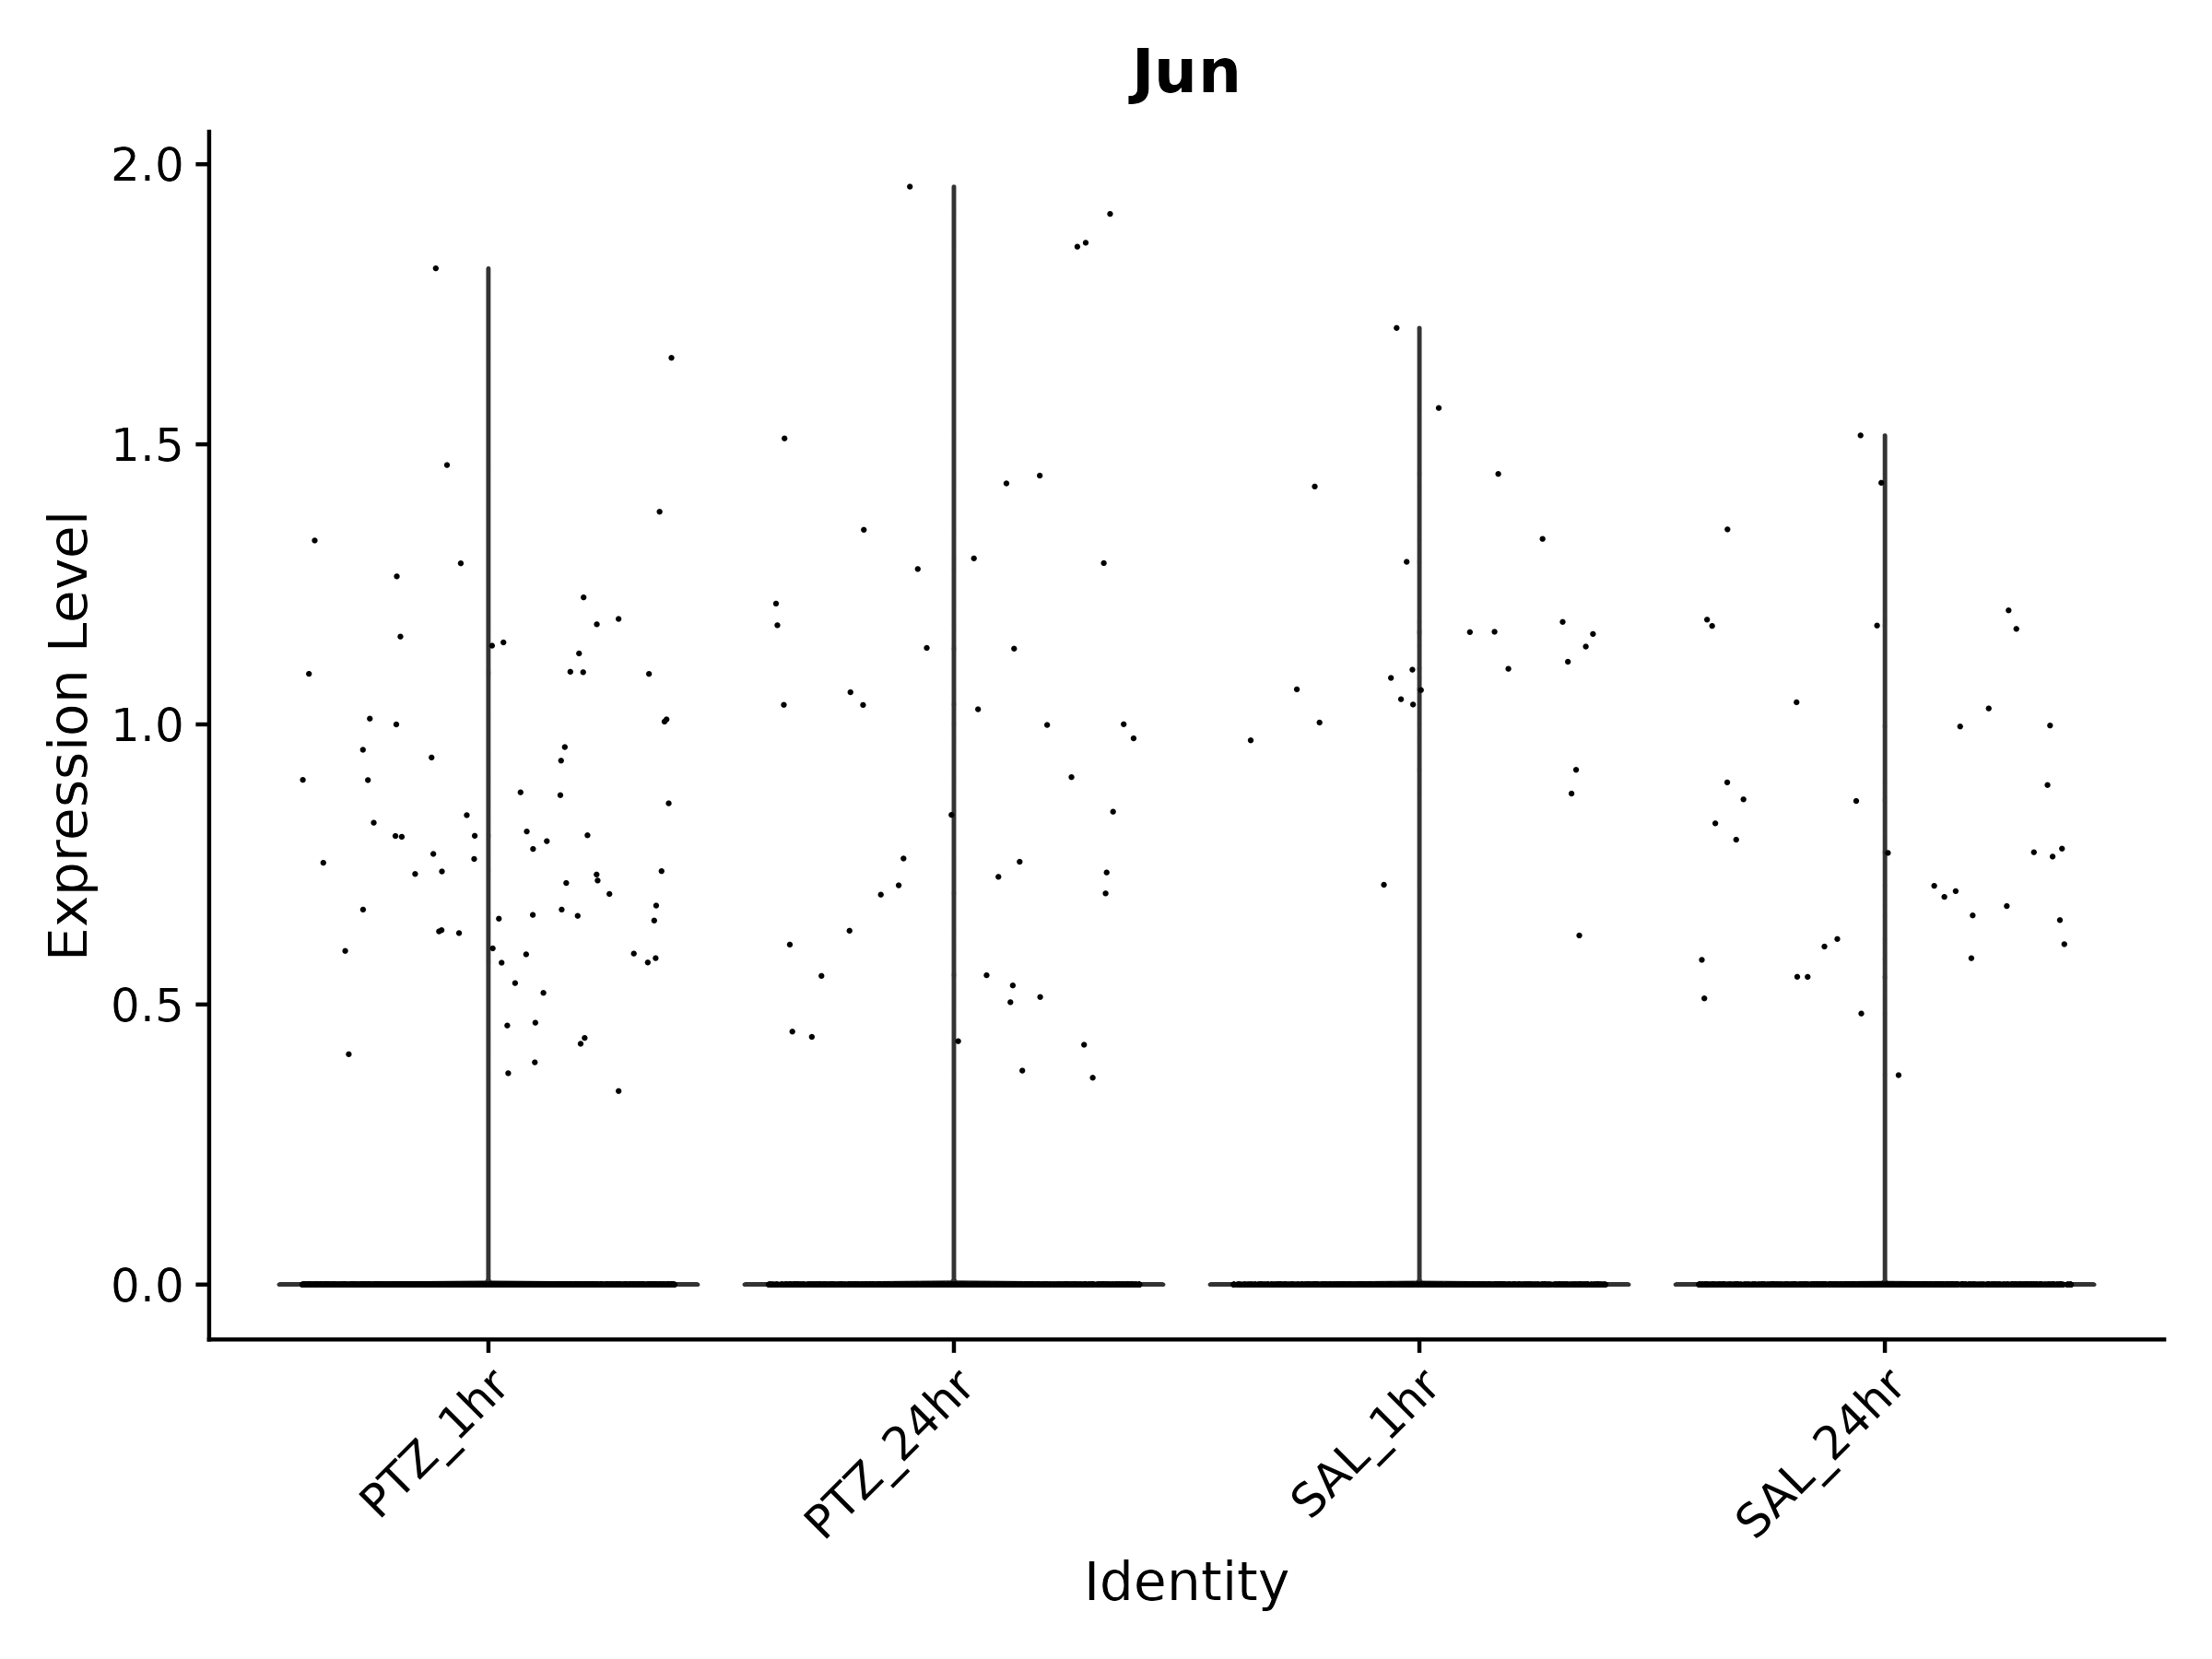 Jun
Expression Level
2.0
1.5
1.0
0.5
0.0
PTZ_1hr
PTZ_24hr
SAL_1hr
SAL_24hr
Identity